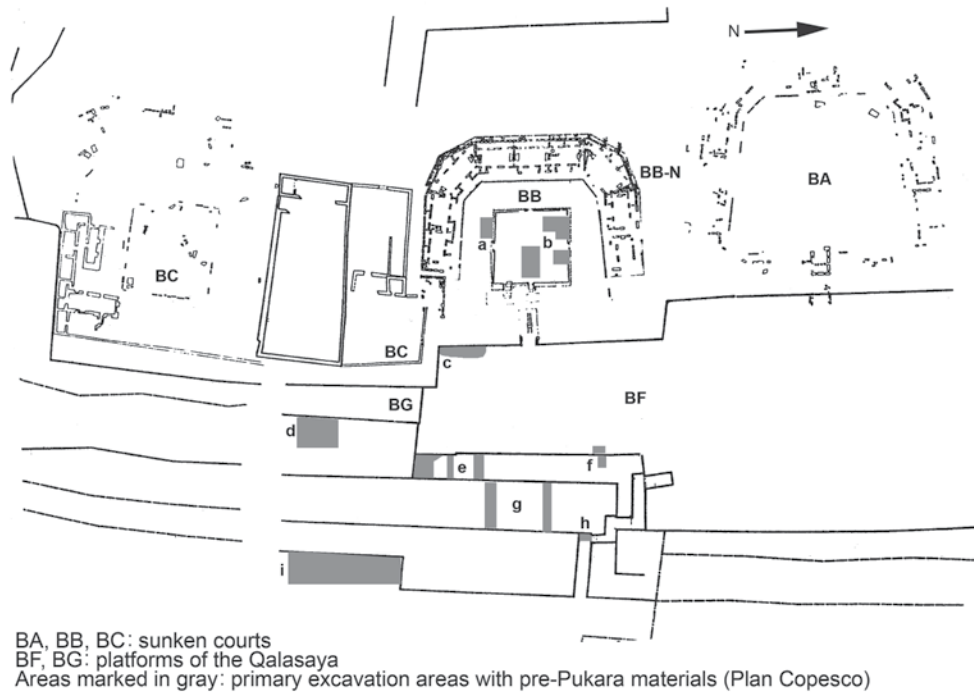 N
BA
BB-N
BB
a
b
BC
BC
c
BG
BF
d
e
f
g
h
i
BA, BB, BC: sunken courts
BF, BG: platforms of the Qalasaya
Areas marked in gray: primary excavation areas with pre-Pukara materials (Plan Copesco)